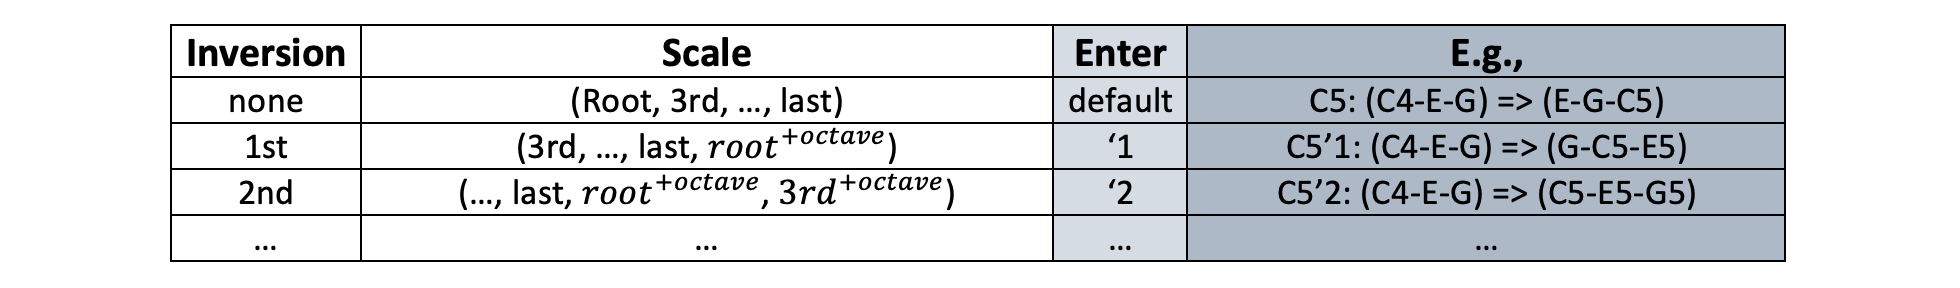 Inversion Scale Enter E.g.,
none (Root, 3rd, …, last) default C5: (C4-E-G) => (E-G-C5)
1st (3rd, …, last, root^{+octave}) ‘1 C5’1: (C4-E-G) => (G-C5-E5)
2nd (…, last, root^{+octave}, 3rd^{+octave}) ‘2 C5’2: (C4-E-G) => (C5-E5-G5)
… … … …